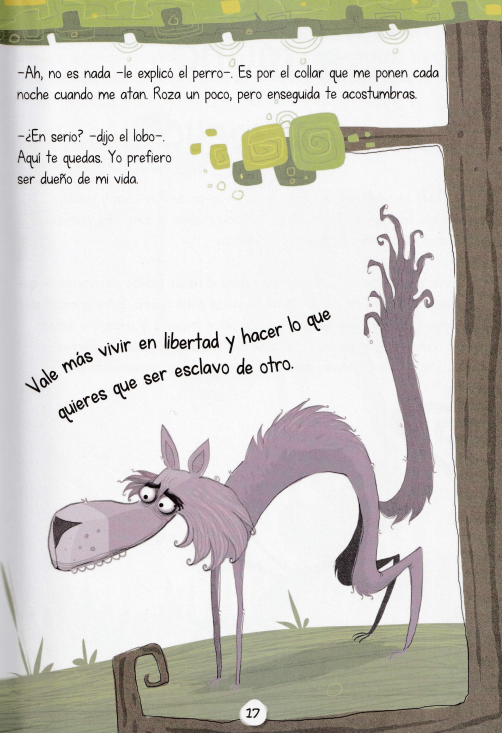 –Ah, no es nada –le explicó el perro–. Es por el collar que me ponen cada
noche cuando me atan. Roza un poco, pero enseguida te acostumbras.
–¿En serio? –dijo el lobo–.
Aquí te quedas. Yo prefiero
ser dueño de mi vida.
Vale más vivir en libertad y hacer lo que
quieres que ser esclavo de otro.
17